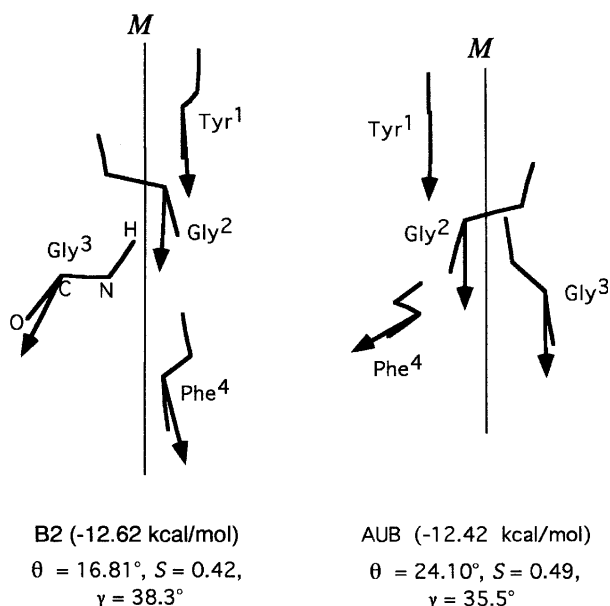 M
Tyr¹
H
Gly²
Gly³
C
N
O
Phe⁴
B2 (-12.62 kcal/mol)
θ = 16.81°, S = 0.42,
γ = 38.3°
M
Tyr¹
Gly²
Gly³
Phe⁴
AUB (-12.42 kcal/mol)
θ = 24.10°, S = 0.49,
γ = 35.5°